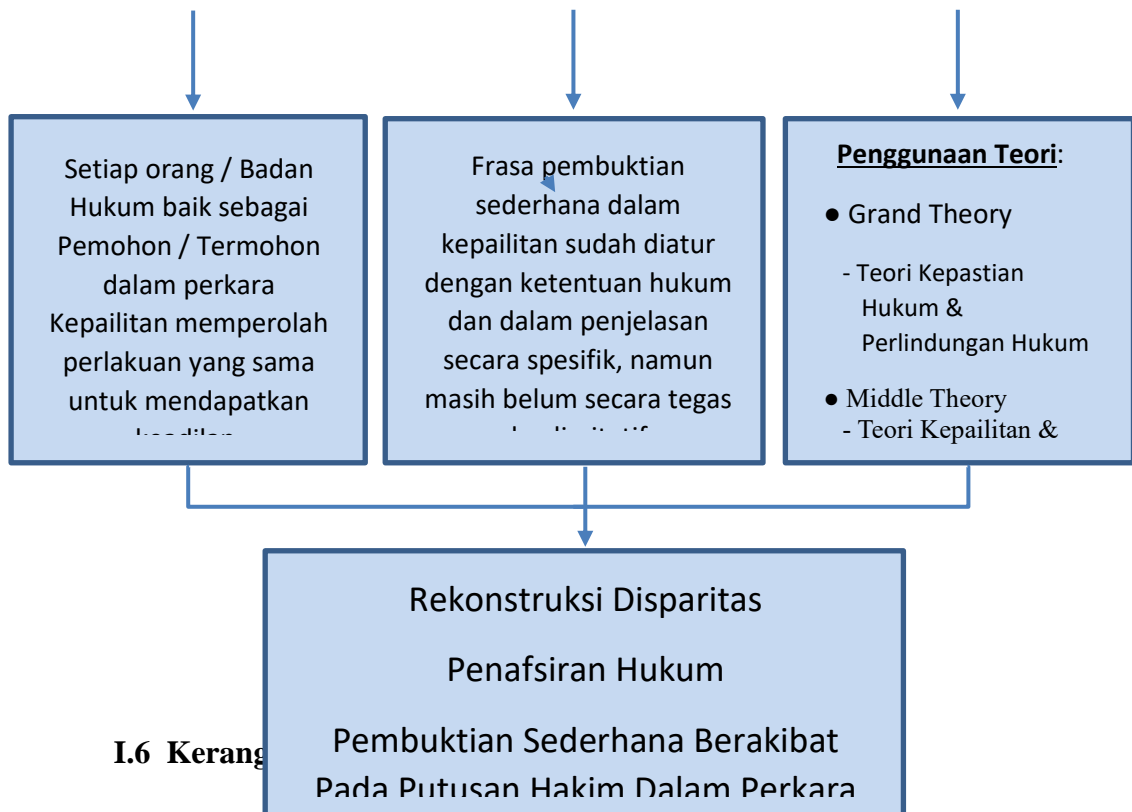 Setiap orang / Badan
Hukum baik sebagai
Pemohon / Termohon
dalam perkara
Kepailitan memperolah
perlakuan yang sama
untuk mendapatkan
Frasa pembuktian
sederhana dalam
kepailitan sudah diatur
dengan ketentuan hukum
dan dalam penjelasan
secara spesifik, namun
masih belum secara tegas
Penggunaan Teori:
● Grand Theory
- Teori Kepastian
Hukum &
Perlindungan Hukum
● Middle Theory
- Teori Kepailitan &
Rekonstruksi Disparitas
Penafsiran Hukum
Pembuktian Sederhana Berakibat
Pada Putusan Hakim Dalam Perkara
I.6 Kerang